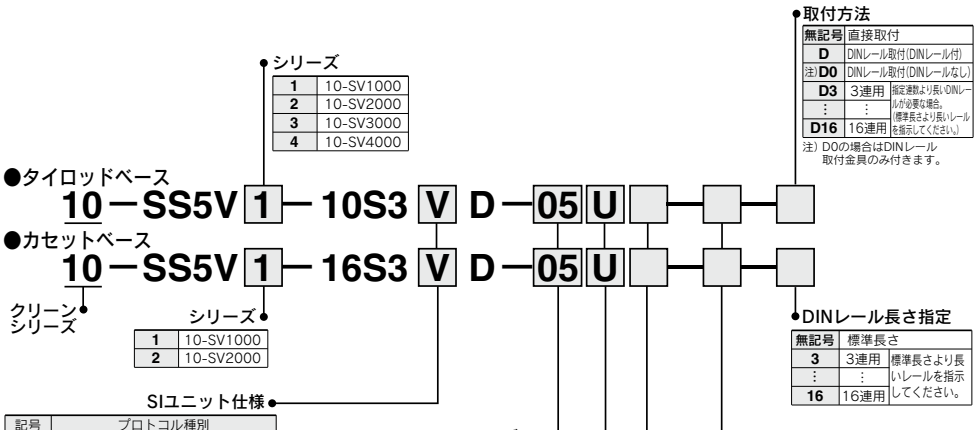 取付方法
無記号 直接取付
D DINレール取付(DINレール付)
注)D0 DINレール取付(DINレールなし)
D3 3連用 指定連数より長いDINレールが必要な場合。(標準長さより長いレールを指示してください。)
⋮ ⋮
D16 16連用
注) D0の場合はDINレール
取付金具のみ付きます。
シリーズ
1 10-SV1000
2 10-SV2000
3 10-SV3000
4 10-SV4000
●タイロッドベース
10-SS5V 1 - 10S3 V D - 05 U
●カセットベース
10-SS5V 1 - 16S3 V D - 05 U
クリーン
シリーズ
シリーズ
1 10-SV1000
2 10-SV2000
DINレール長さ指定
無記号 標準長さ
3 3連用 標準長さより長いレールを指示してください。
⋮ ⋮
16 16連用
SIユニット仕様
記号 プロトコル種別